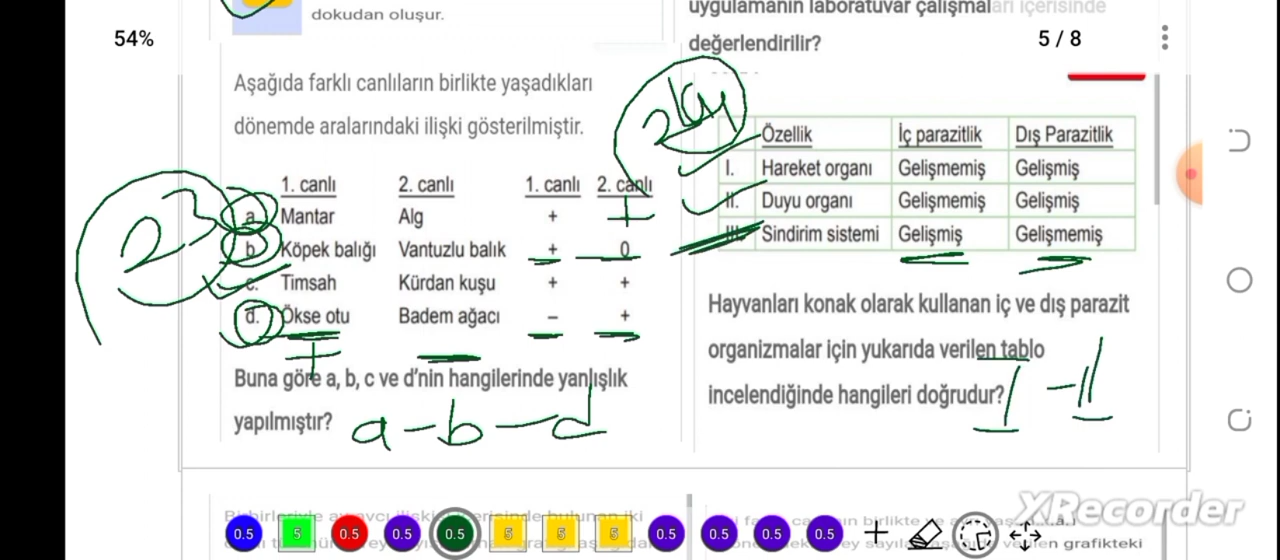 dokudan oluşur.
54%
Aşağıda farklı canlıların birlikte yaşadıkları
dönemde aralarındaki ilişki gösterilmiştir.
1. canlı 2. canlı 1. canlı 2. canlı
a. Mantar Alg + +
b. Köpek balığı Vantuzlu balık + 0
c. Timsah Kürdan kuşu + +
d. Ökse otu Badem ağacı – +
+
23
Buna göre a, b, c ve d'nin hangilerinde yanlışlık
yapılmıştır?
a-b-d
uygulamanın laboratuvar çalışmaları içerisinde
değerlendirilir?
5 / 8
Özellik İç parazitlik Dış Parazitlik
I. Hareket organı Gelişmemiş Gelişmiş
II. Duyu organı Gelişmemiş Gelişmiş
III. Sindirim sistemi Gelişmiş Gelişmemiş
Hayvanları konak olarak kullanan iç ve dış parazit
organizmalar için yukarıda verilen tablo
incelendiğinde hangileri doğrudur?
I - II
0.5 5 0.5 0.5 0.5 5 5 5 0.5 0.5 0.5 0.5
XRecorder